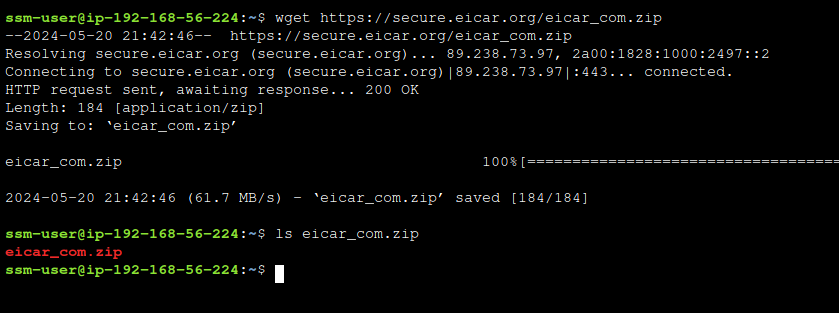 ssm-user@ip-192-168-56-224:~$ wget https://secure.eicar.org/eicar_com.zip
--2024-05-20 21:42:46--  https://secure.eicar.org/eicar_com.zip
Resolving secure.eicar.org (secure.eicar.org)... 89.238.73.97, 2a00:1828:1000:2497::2
Connecting to secure.eicar.org (secure.eicar.org)|89.238.73.97|:443... connected.
HTTP request sent, awaiting response... 200 OK
Length: 184 [application/zip]
Saving to: ‘eicar_com.zip’
eicar_com.zip                                        100%[===================================
2024-05-20 21:42:46 (61.7 MB/s) - ‘eicar_com.zip’ saved [184/184]
ssm-user@ip-192-168-56-224:~$ ls eicar_com.zip
eicar_com.zip
ssm-user@ip-192-168-56-224:~$